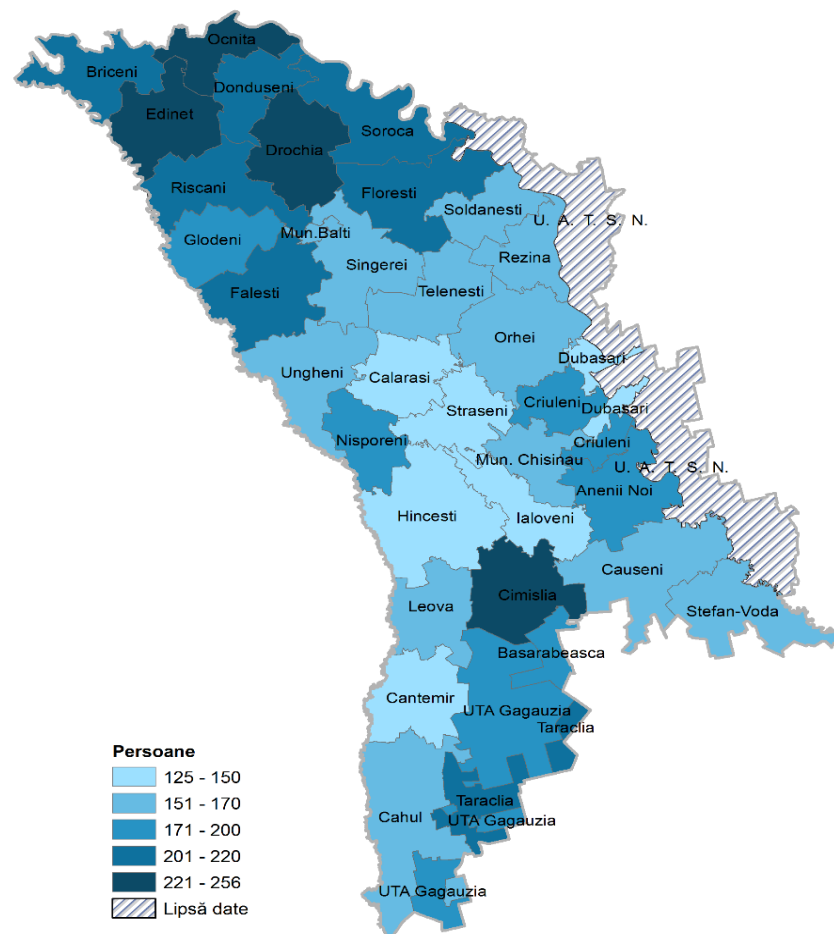 Ocnita
Briceni
Donduseni
Edinet
Soroca
Drochia
Riscani
Floresti
Soldanesti
U. A. T. S. N.
Glodeni
Mun.Balti
Rezina
Singerei
Telenesti
Falesti
Orhei
Dubasari
Ungheni
Calarasi
Criuleni
Dubasari
Straseni
Nisporeni
Criuleni
Mun. Chisinau
U. A. T. S. N.
Anenii Noi
Hincesti
Ialoveni
Causeni
Cimislia
Leova
Stefan-Voda
Basarabeasca
Cantemir
UTA Gagauzia
Taraclia
Persoane
125 - 150
151 - 170
171 - 200
201 - 220
221 - 256
Lipsă date
Taraclia
Cahul
UTA Gagauzia
UTA Gagauzia